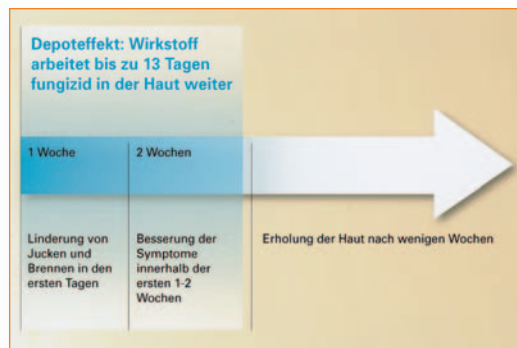 Depoteffekt: Wirkstoff
arbeitet bis zu 13 Tagen
fungizid in der Haut weiter
1 Woche
2 Wochen
Linderung von
Jucken und
Brennen in den
ersten Tagen
Besserung der
Symptome
innerhalb der
ersten 1-2
Wochen
Erholung der Haut nach wenigen Wochen